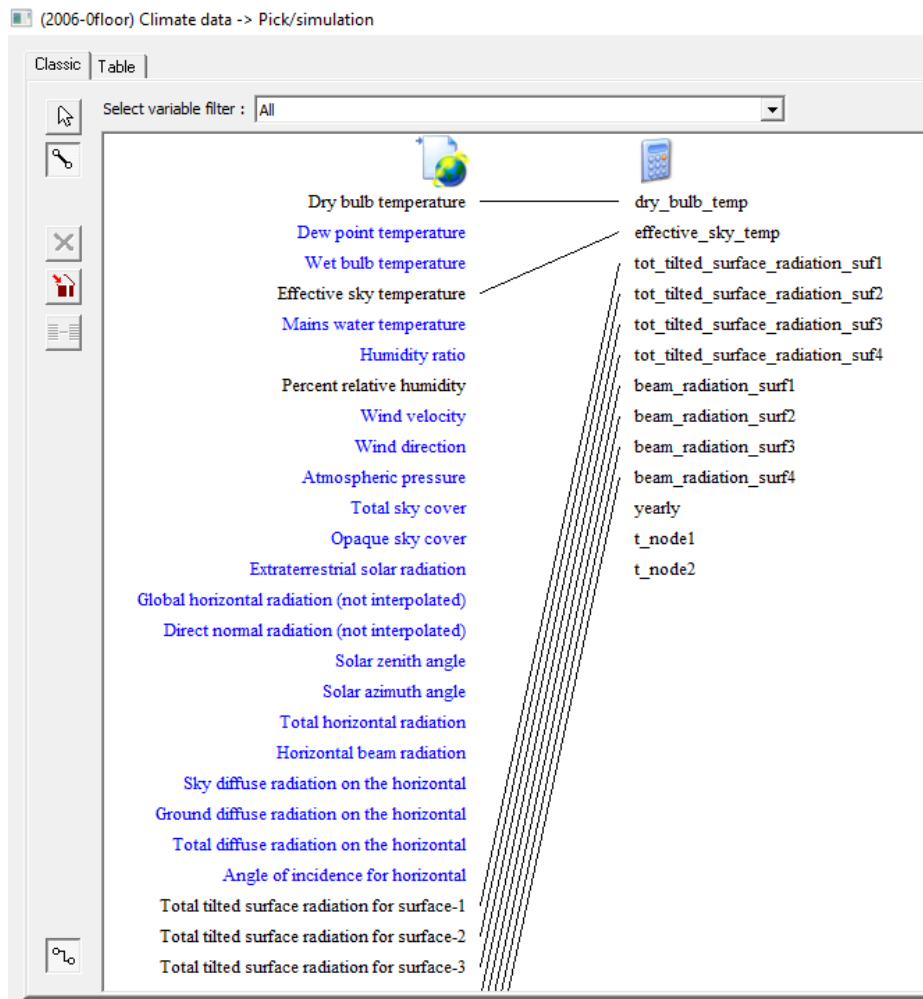 (2006-0floor) Climate data -> Pick/simulation
Classic
Table
Select variable filter :
All
Dry bulb temperature
dry_bulb_temp
Dew point temperature
effective_sky_temp
Wet bulb temperature
tot_tilted_surface_radiation_suf1
Effective sky temperature
tot_tilted_surface_radiation_suf2
Mains water temperature
tot_tilted_surface_radiation_suf3
Humidity ratio
tot_tilted_surface_radiation_suf4
Percent relative humidity
beam_radiation_surf1
Wind velocity
beam_radiation_surf2
Wind direction
beam_radiation_surf3
Atmospheric pressure
beam_radiation_surf4
Total sky cover
yearly
Opaque sky cover
t_node1
Extraterrestrial solar radiation
t_node2
Global horizontal radiation (not interpolated)
Direct normal radiation (not interpolated)
Solar zenith angle
Solar azimuth angle
Total horizontal radiation
Horizontal beam radiation
Sky diffuse radiation on the horizontal
Ground diffuse radiation on the horizontal
Total diffuse radiation on the horizontal
Angle of incidence for horizontal
Total tilted surface radiation for surface-1
Total tilted surface radiation for surface-2
Total tilted surface radiation for surface-3